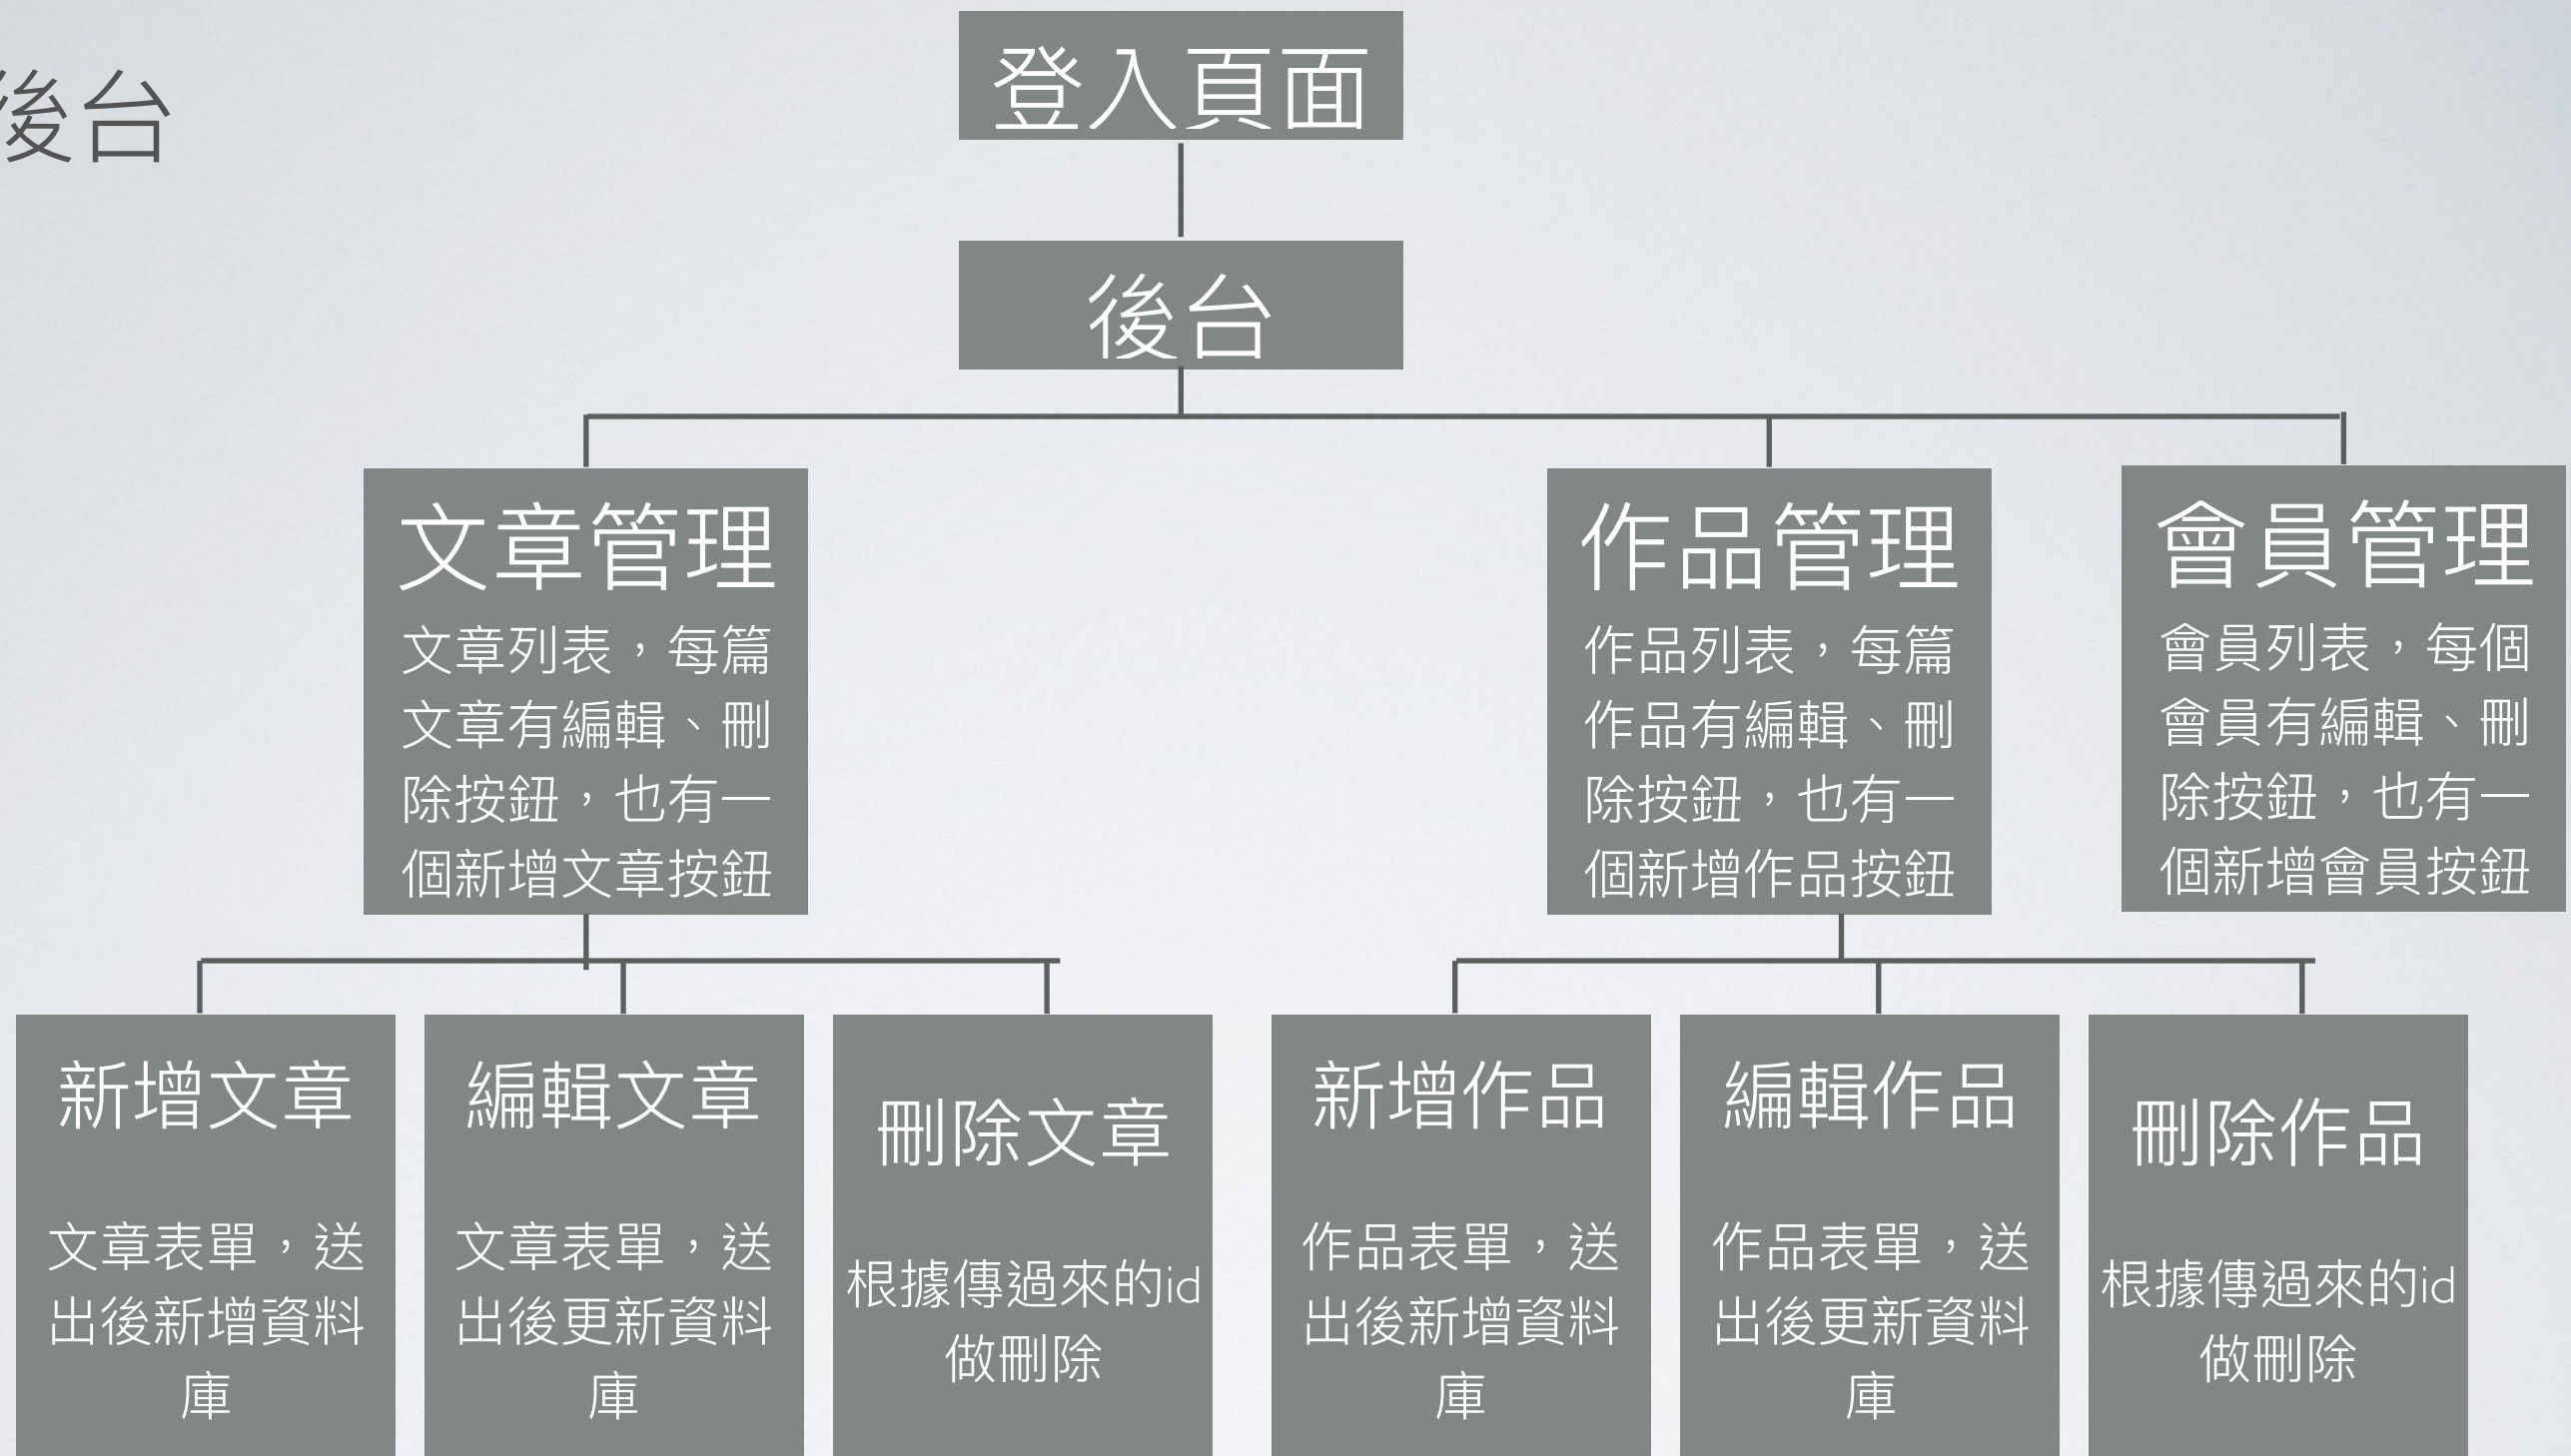 後台
登入頁面
後台
文章管理
文章列表，每篇
文章有編輯、刪
除按鈕，也有一
個新增文章按鈕
作品管理
作品列表，每篇
作品有編輯、刪
除按鈕，也有一
個新增作品按鈕
會員管理
會員列表，每個
會員有編輯、刪
除按鈕，也有一
個新增會員按鈕
新增文章
文章表單，送
出後新增資料
庫
編輯文章
文章表單，送
出後更新資料
庫
刪除文章
根據傳過來的id
做刪除
新增作品
作品表單，送
出後新增資料
庫
編輯作品
作品表單，送
出後更新資料
庫
刪除作品
根據傳過來的id
做刪除